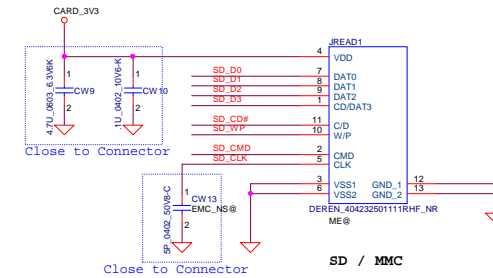 CARD_3V3
JREAD1
4 VDD
SD_D0 7 DAT0
SD_D1 8 DAT1
SD_D2 9 DAT2
SD_D3 1 CD/DAT3
SD_CD# 11 C/D
SD_WP 10 W/P
SD_CMD 2 CMD
SD_CLK 5 CLK
3 VSS1 GND_1 12
6 VSS2 GND_2 13
DEREN_404232501111RHF_NR
ME@
4.7U_0603_6.3V6K
1
CW9
2
.1U_0402_10V6-K
1
CW10
2
Close to Connector
5P_0402_50V8-C
1
CW13
EMC_NS@
2
Close to Connector
SD / MMC